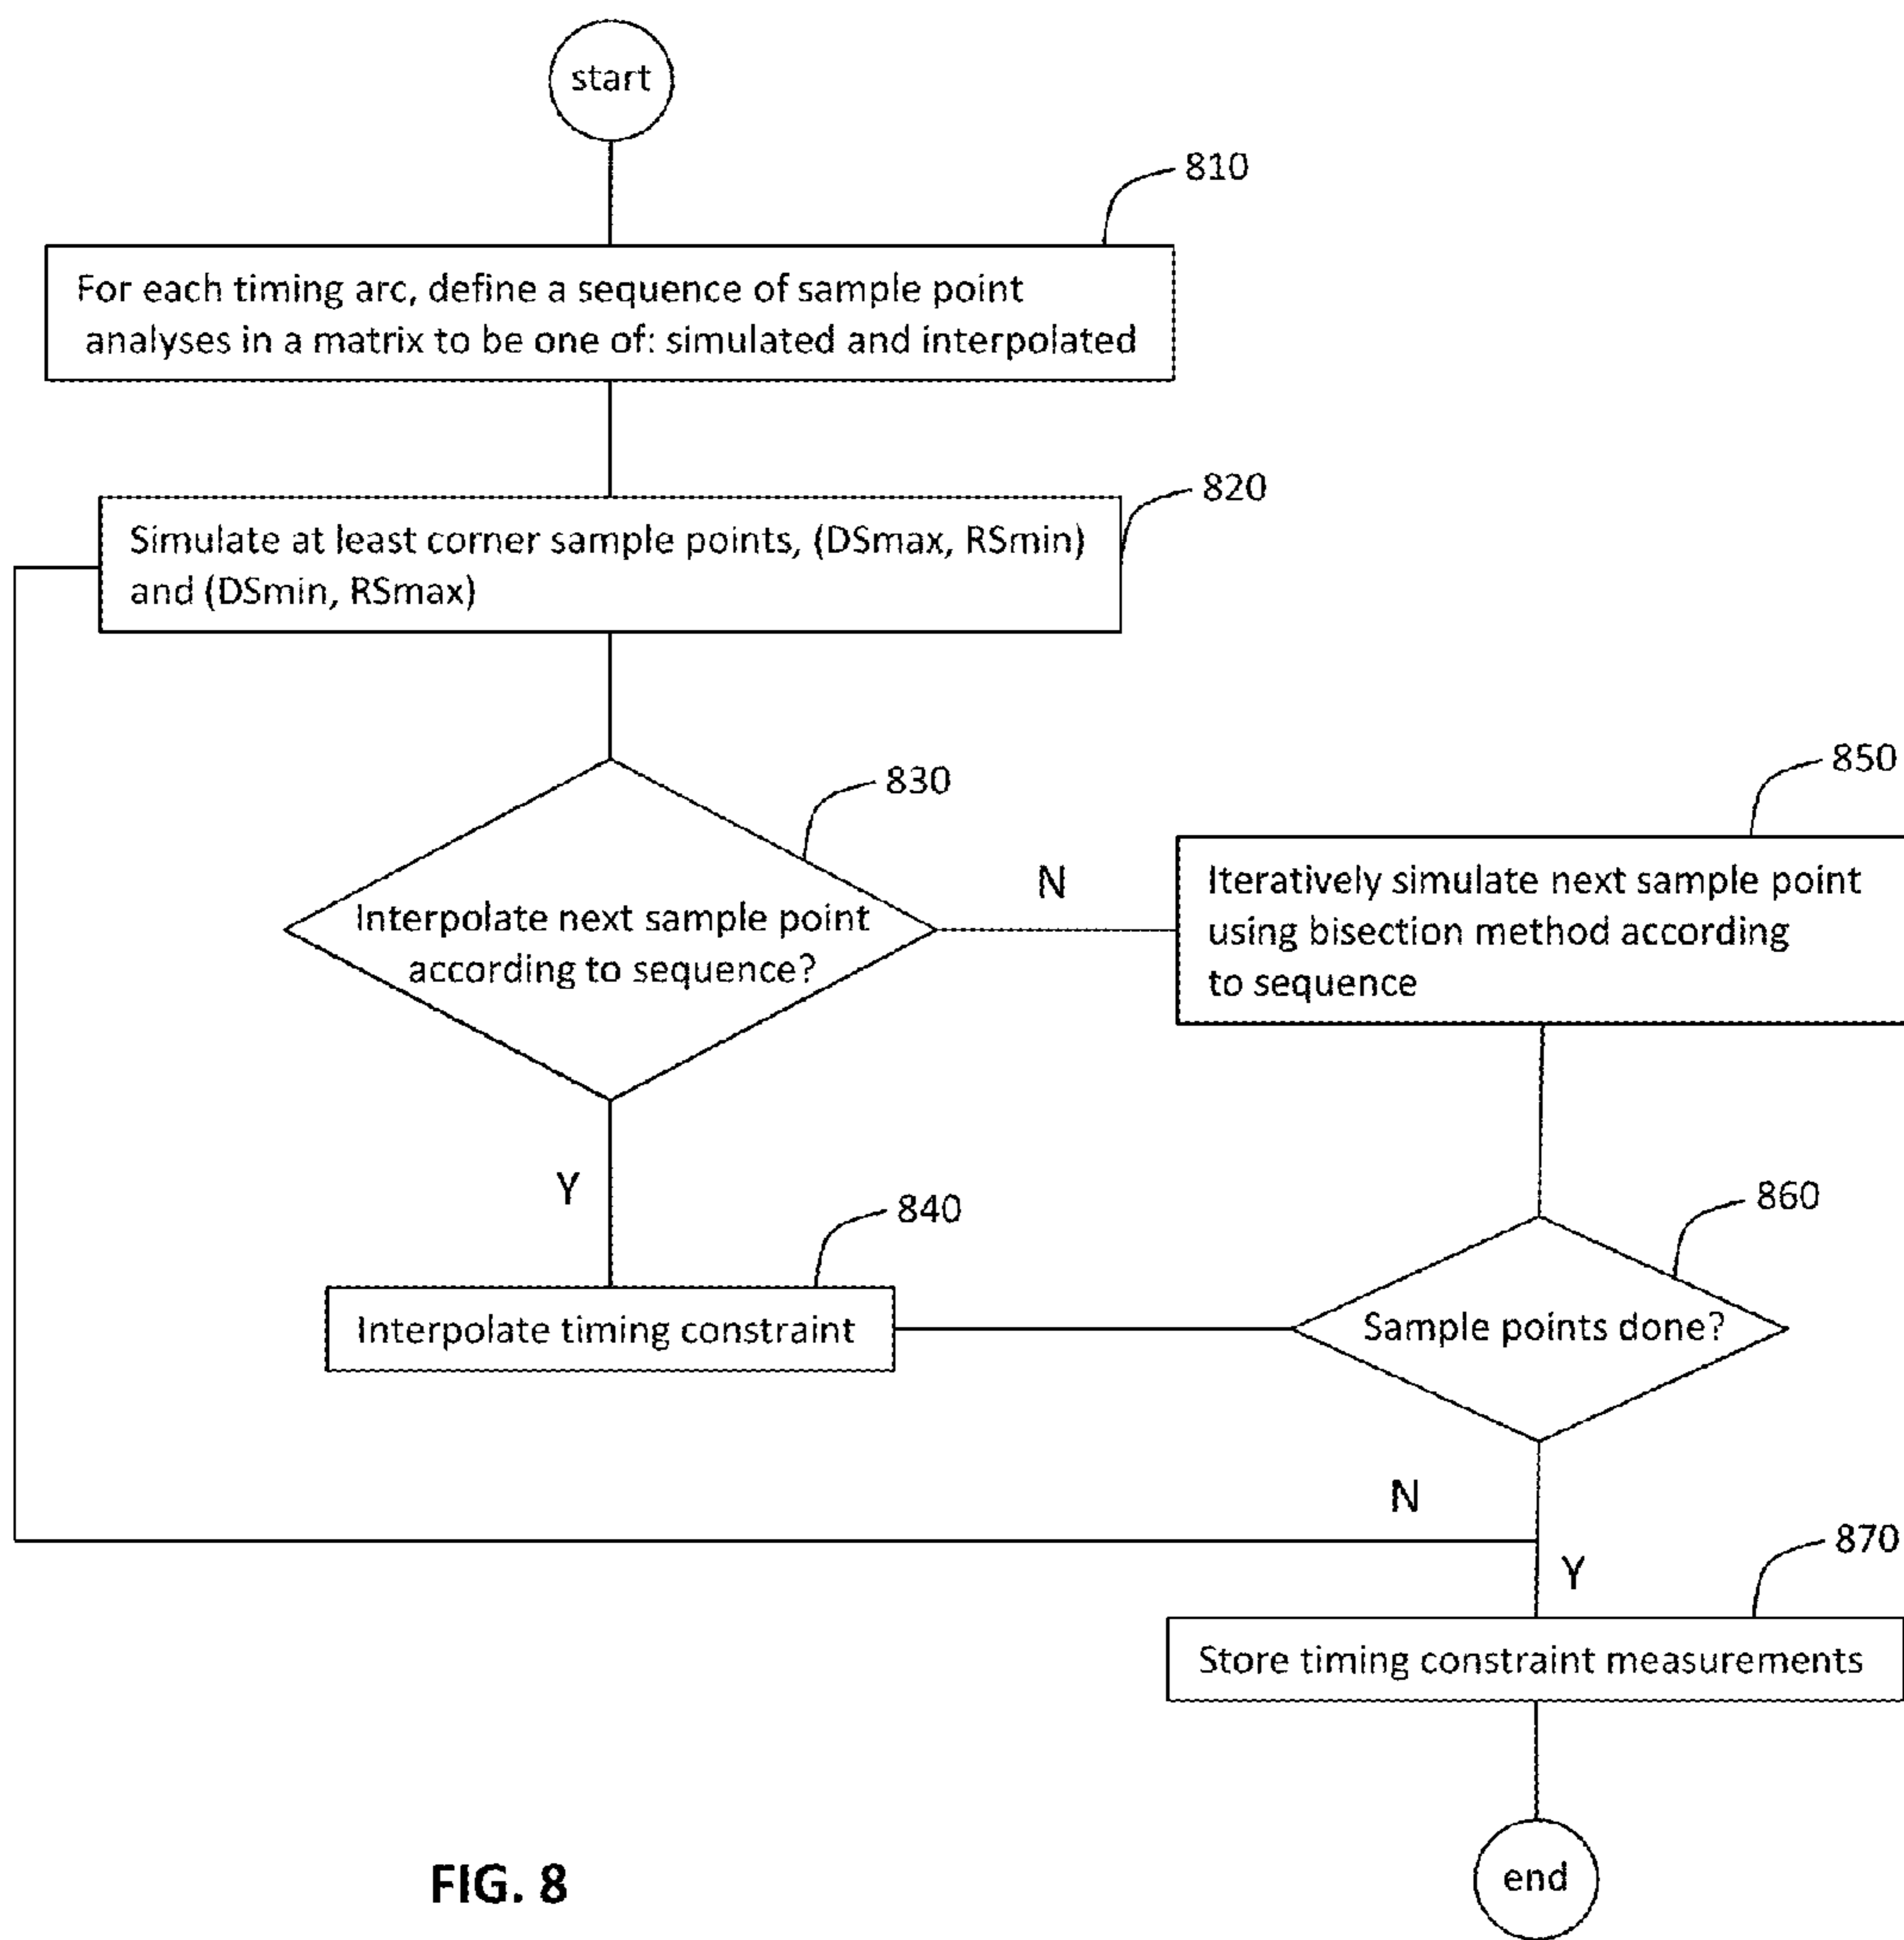 start
810
For each timing arc, define a sequence of sample point
analyses in a matrix to be one of: simulated and interpolated
820
Simulate at least corner sample points, (DSmax, RSmin)
and (DSmin, RSmax)
830
Interpolate next sample point
according to sequence?
N
850
Iteratively simulate next sample point
using bisection method according
to sequence
Y
840
Interpolate timing constraint
860
Sample points done?
N
Y
870
Store timing constraint measurements
end
FIG. 8